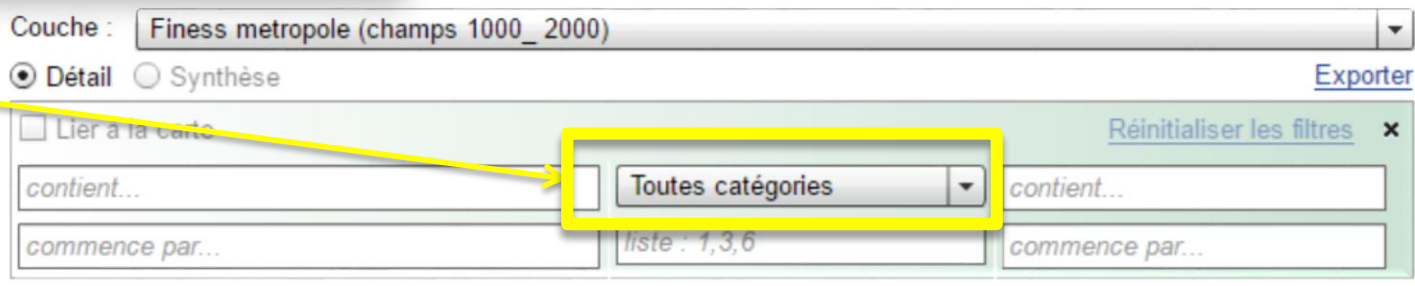 Couche : Finess metropole (champs 1000_ 2000)
Détail Synthèse Exporter
Lier à la carte Réinitialiser les filtres ×
contient... Toutes catégories contient...
commence par... liste : 1,3,6 commence par...